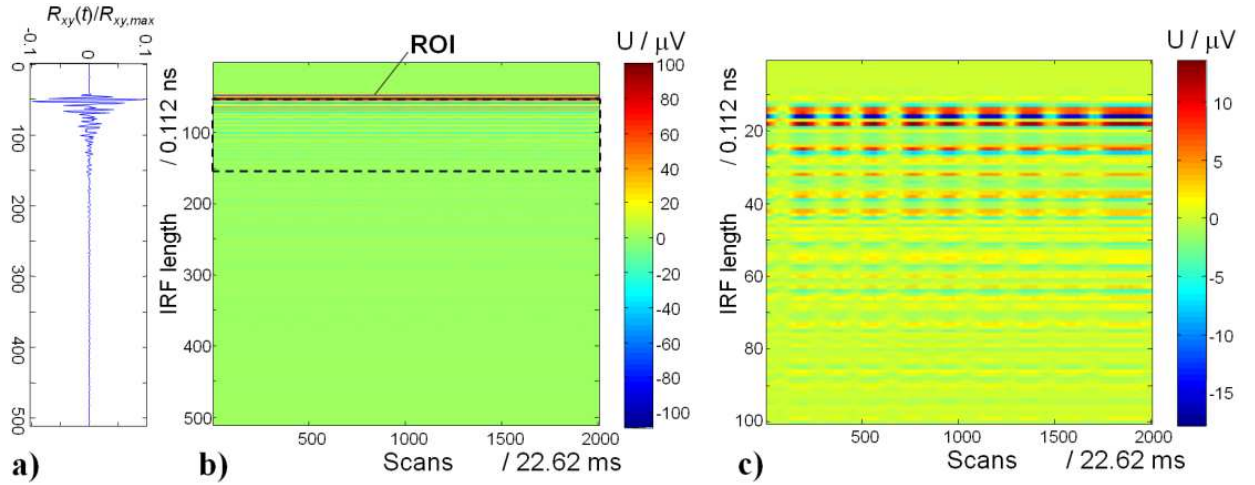 R_xy(t)/R_xy,max
-0.1 0 0.1
0
100
200
300
400
500
a)
ROI
U / µV
100
80
60
40
20
0
-20
-40
-60
-80
-100
IRF length / 0.112 ns
100
200
300
400
500
500 1000 1500 2000
Scans / 22.62 ms
b)
U / µV
10
5
0
-5
-10
-15
IRF length / 0.112 ns
20
40
60
80
100
500 1000 1500 2000
Scans / 22.62 ms
c)